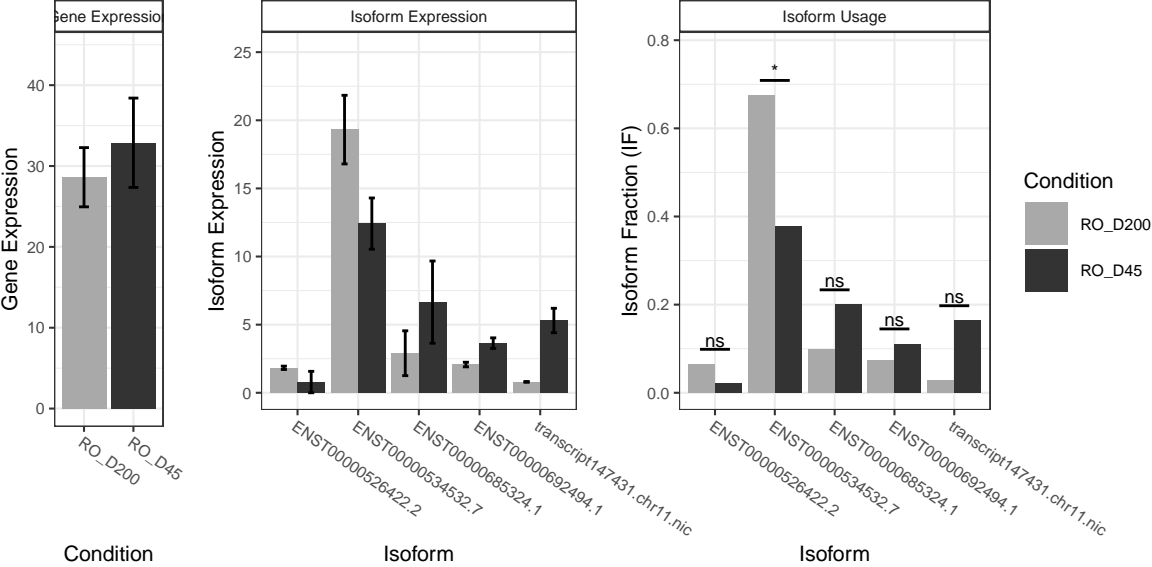 Gene Expression
Gene Expression
0
10
20
30
40
RO_D200
RO_D45
Condition
Isoform Expression
Isoform Expression
0
5
10
15
20
25
ENST00000526422.2
ENST00000534532.7
ENST00000685324.1
ENST00000692494.1
transcript147431.chr11.nic
Isoform
Isoform Usage
Isoform Fraction (IF)
0.0
0.2
0.4
0.6
0.8
ns
*
ns
ns
ns
ENST00000526422.2
ENST00000534532.7
ENST00000685324.1
ENST00000692494.1
transcript147431.chr11.nic
Isoform
Condition
RO_D200
RO_D45